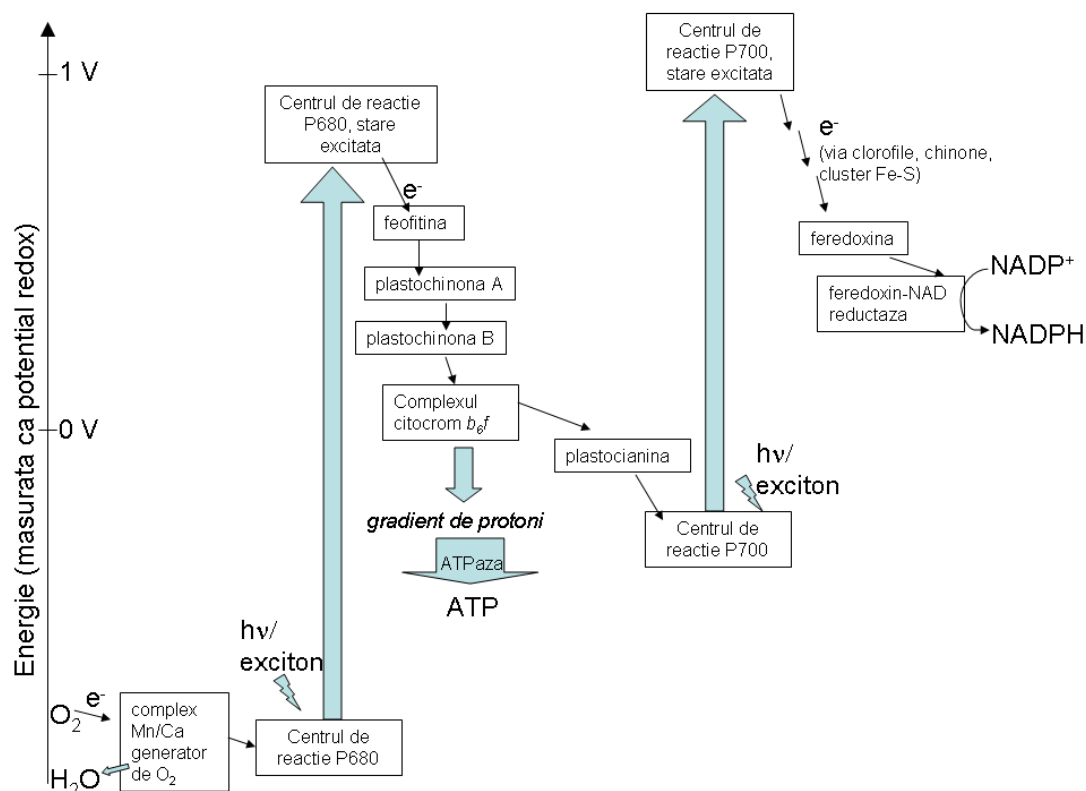 Energie (masurata ca potential redox)
1 V
0 V
Centrul de
reactie P700,
stare excitata
Centrul de reactie
P680, stare
excitata
e-
(via clorofile, chinone,
cluster Fe-S)
e-
feofitina
feredoxina
plastochinona A
feredoxin-NAD
reductaza
NADP+
NADPH
plastochinona B
Complexul
citocrom b6f
plastocianina
hν/
exciton
gradient de protoni
Centrul de
reactie P700
ATPaza
ATP
hν/
exciton
O2
e-
complex
Mn/Ca
generator
de O2
Centrul de
reactie P680
H2O